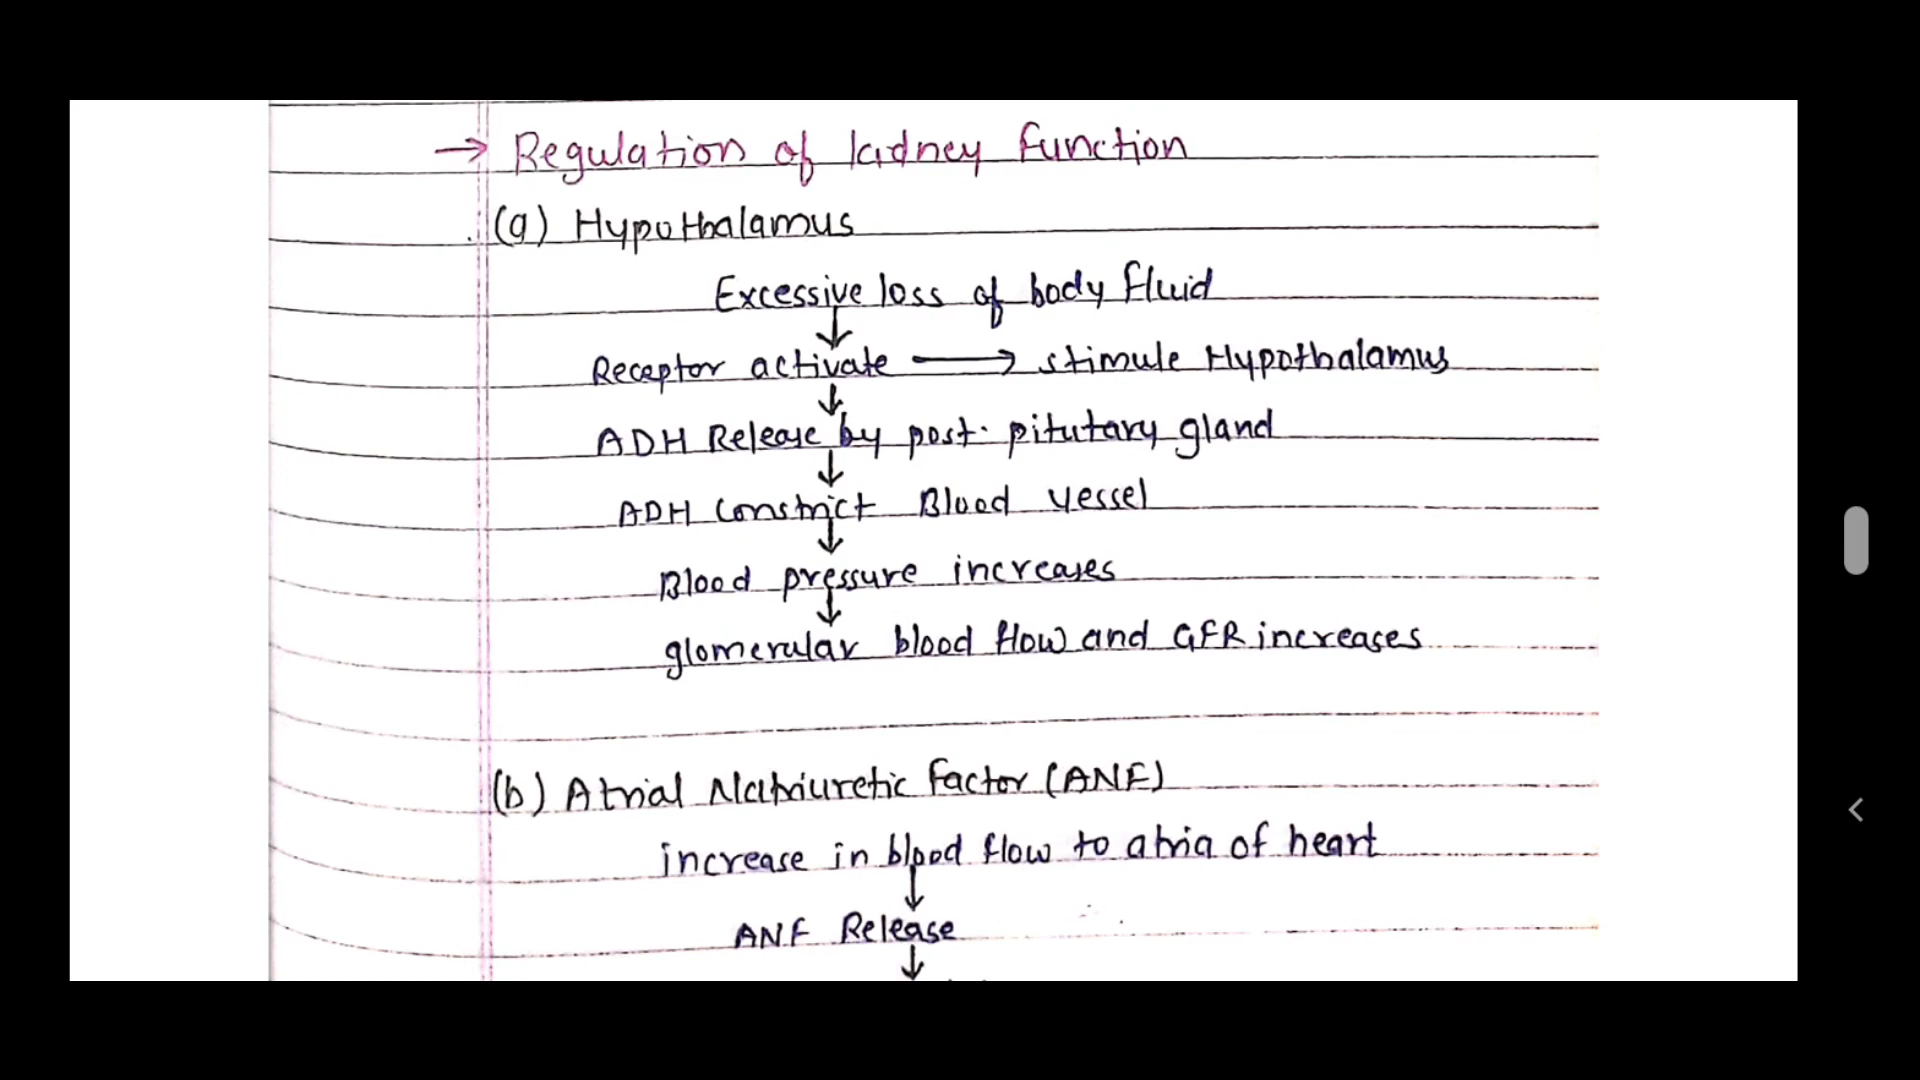 → Regulation of kidney function
(a) Hypothalamus
Excessive loss of body fluid
↓
Receptor activate → stimule Hypothalamus
↓
ADH Release by post. pitutary gland
↓
ADH constrict Blood vessel
↓
Blood pressure increases
↓
glomerular blood flow and GFR increases
(b) Atrial Natriuretic factor (ANF)
increase in blood flow to atria of heart
↓
ANF Release
↓